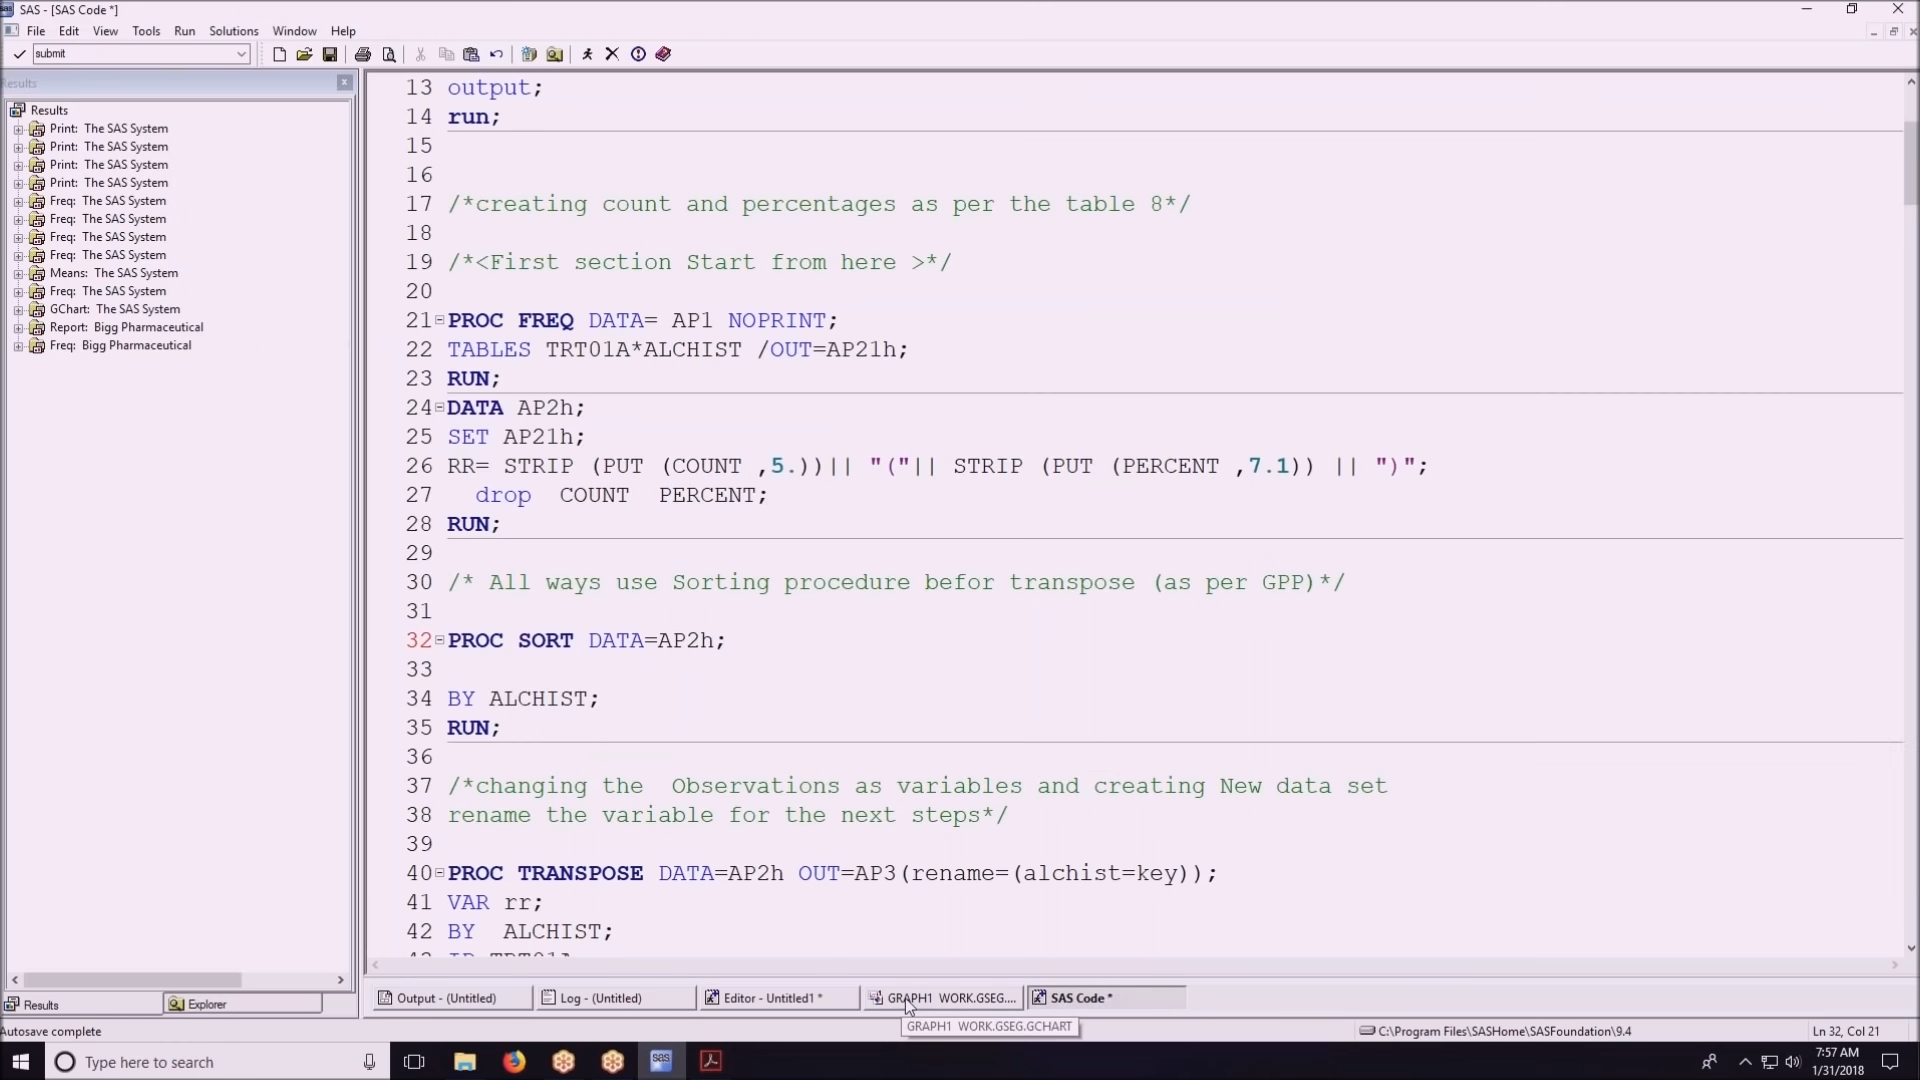 SAS - [SAS Code *]
File Edit View Tools Run Solutions Window Help
submit
Results
Results
Print: The SAS System
Print: The SAS System
Print: The SAS System
Print: The SAS System
Freq: The SAS System
Freq: The SAS System
Freq: The SAS System
Freq: The SAS System
Means: The SAS System
Freq: The SAS System
GChart: The SAS System
Report: Bigg Pharmaceutical
Freq: Bigg Pharmaceutical
13 output;
14 run;
15
16
17 /*creating count and percentages as per the table 8*/
18
19 /*<First section Start from here >*/
20
21 PROC FREQ DATA= AP1 NOPRINT;
22 TABLES TRT01A*ALCHIST /OUT=AP21h;
23 RUN;
24 DATA AP2h;
25 SET AP21h;
26 RR= STRIP (PUT (COUNT ,5.))|| "("|| STRIP (PUT (PERCENT ,7.1)) || ")";
27 drop COUNT PERCENT;
28 RUN;
29
30 /* All ways use Sorting procedure befor transpose (as per GPP)*/
31
32 PROC SORT DATA=AP2h;
33
34 BY ALCHIST;
35 RUN;
36
37 /*changing the Observations as variables and creating New data set
38 rename the variable for the next steps*/
39
40 PROC TRANSPOSE DATA=AP2h OUT=AP3(rename=(alchist=key));
41 VAR rr;
42 BY ALCHIST;
Results Explorer
Output - (Untitled) Log - (Untitled) Editor - Untitled1 * GRAPH1 WORK.GSEG.... SAS Code *
GRAPH1 WORK.GSEG.GCHART
Autosave complete
C:\Program Files\SASHome\SASFoundation\9.4
Ln 32, Col 21
Type here to search
sas
7:57 AM
1/31/2018